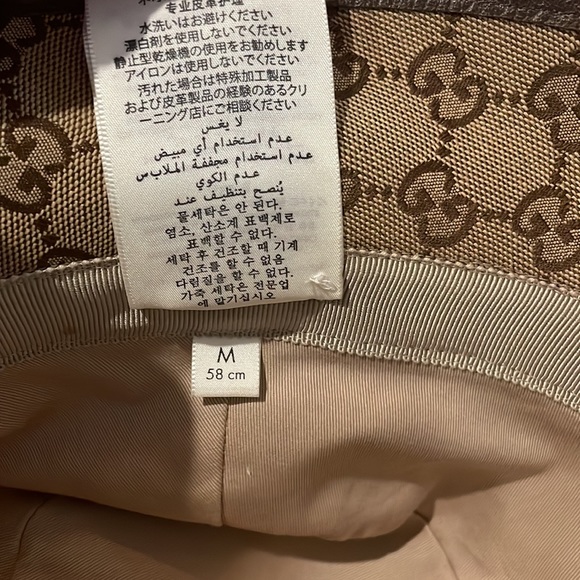 专业皮革护理
水洗いはお避けください
漂白剤を使用しないでください
静止型乾燥機の使用をお勧めします
アイロンは使用しないでください
汚れた場合は特殊加工製品
および皮革製品の経験のあるクリ
ーニング店にご相談ください
لا يغس
عدم استخدام أي مبيض
عدم استخدام مجففة الملابس
عدم الكوي
يُنصح بتنظيف عند
물세탁은 안 된다.
염소, 산소계 표백제로
표백할 수 없다.
세탁 후 건조할 때 기계
건조를 할 수 없음
다림질을 할 수 없다
가죽 세탁은 전문업
에 맡기십시오
M
58 cm